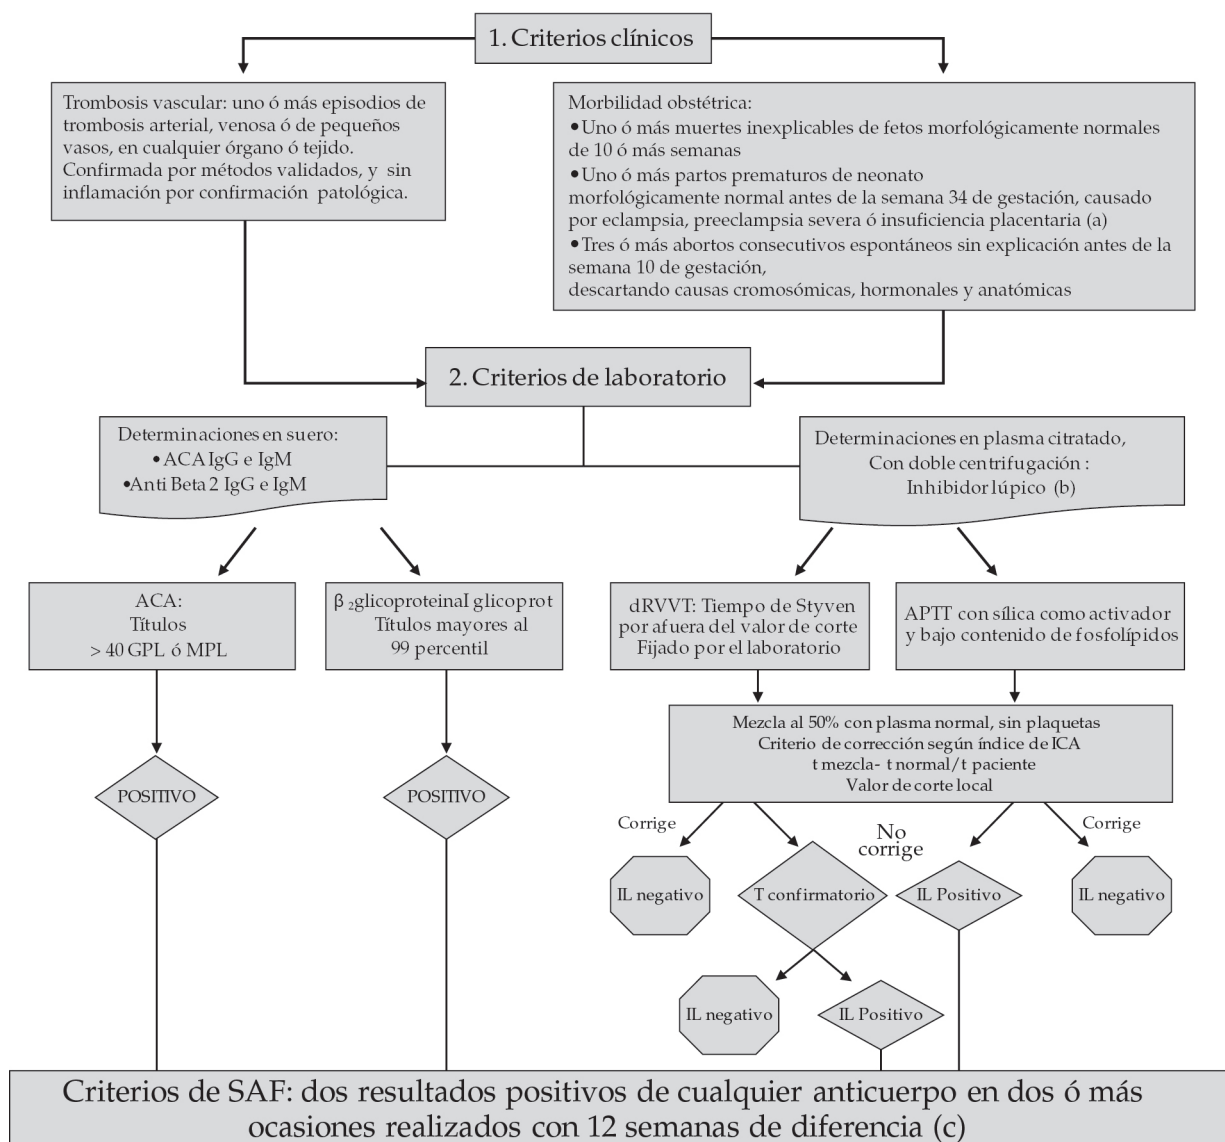 1. Criterios clínicos
Trombosis vascular: uno ó más episodios de
trombosis arterial, venosa ó de pequeños
vasos, en cualquier órgano ó tejido.
Confirmada por métodos validados, y sin
inflamación por confirmación patológica.
Morbilidad obstétrica:
•Uno ó más muertes inexplicables de fetos morfológicamente normales
de 10 ó más semanas
•Uno ó más partos prematuros de neonato
morfológicamente normal antes de la semana 34 de gestación, causado
por eclampsia, preeclampsia severa ó insuficiencia placentaria (a)
•Tres ó más abortos consecutivos espontáneos sin explicación antes de la
semana 10 de gestación,
descartando causas cromosómicas, hormonales y anatómicas
2. Criterios de laboratorio
Determinaciones en suero:
•ACA IgG e IgM
•Anti Beta 2 IgG e IgM
Determinaciones en plasma citratado,
Con doble centrifugación :
Inhibidor lúpico (b)
ACA:
Títulos
> 40 GPL ó MPL
β ₂glicoproteinaI glicoprot
Títulos mayores al
99 percentil
dRVVT: Tiempo de Styven
por afuera del valor de corte
Fijado por el laboratorio
APTT con sílica como activador
y bajo contenido de fosfolípidos
Mezcla al 50% con plasma normal, sin plaquetas
Criterio de corrección según índice de ICA
t mezcla- t normal/t paciente
Valor de corte local
POSITIVO
POSITIVO
Corrige
No
corrige
Corrige
IL negativo
T confirmatorio
IL Positivo
IL negativo
IL negativo
IL Positivo
Criterios de SAF: dos resultados positivos de cualquier anticuerpo en dos ó más
ocasiones realizados con 12 semanas de diferencia (c)